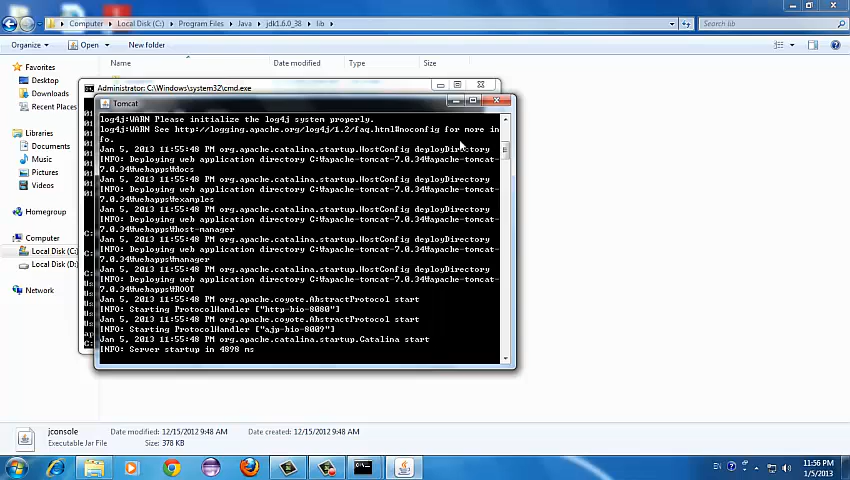 Computer ▸ Local Disk (C:) ▸ Program Files ▸ Java ▸ jdk1.6.0_38 ▸ lib ▸
Search lib
Organize ▾ Open ▾ New folder
Name Date modified Type Size
Favorites
Desktop
Downloads
Recent Places
Libraries
Documents
Music
Pictures
Videos
Homegroup
Computer
Local Disk (C:)
Local Disk (D:)
Network
Administrator: C:\Windows\system32\cmd.exe
Tomcat
log4j:WARN Please initialize the log4j system properly.
log4j:WARN See http://logging.apache.org/log4j/1.2/faq.html#noconfig for more in
fo.
Jan 5, 2013 11:55:48 PM org.apache.catalina.startup.HostConfig deployDirectory
INFO: Deploying web application directory C:₩apache-tomcat-7.0.34₩apache-tomcat-
7.0.34₩webapps₩docs
Jan 5, 2013 11:55:48 PM org.apache.catalina.startup.HostConfig deployDirectory
INFO: Deploying web application directory C:₩apache-tomcat-7.0.34₩apache-tomcat-
7.0.34₩webapps₩examples
Jan 5, 2013 11:55:48 PM org.apache.catalina.startup.HostConfig deployDirectory
INFO: Deploying web application directory C:₩apache-tomcat-7.0.34₩apache-tomcat-
7.0.34₩webapps₩host-manager
Jan 5, 2013 11:55:48 PM org.apache.catalina.startup.HostConfig deployDirectory
INFO: Deploying web application directory C:₩apache-tomcat-7.0.34₩apache-tomcat-
7.0.34₩webapps₩manager
Jan 5, 2013 11:55:48 PM org.apache.catalina.startup.HostConfig deployDirectory
INFO: Deploying web application directory C:₩apache-tomcat-7.0.34₩apache-tomcat-
7.0.34₩webapps₩ROOT
Jan 5, 2013 11:55:48 PM org.apache.coyote.AbstractProtocol start
INFO: Starting ProtocolHandler ["http-bio-8080"]
Jan 5, 2013 11:55:48 PM org.apache.coyote.AbstractProtocol start
INFO: Starting ProtocolHandler ["ajp-bio-8009"]
Jan 5, 2013 11:55:48 PM org.apache.catalina.startup.Catalina start
INFO: Server startup in 4898 ms
jconsole Date modified: 12/15/2012 9:48 AM Date created: 12/15/2012 9:48 AM
Executable Jar File Size: 378 KB
EN
11:56 PM
1/5/2013